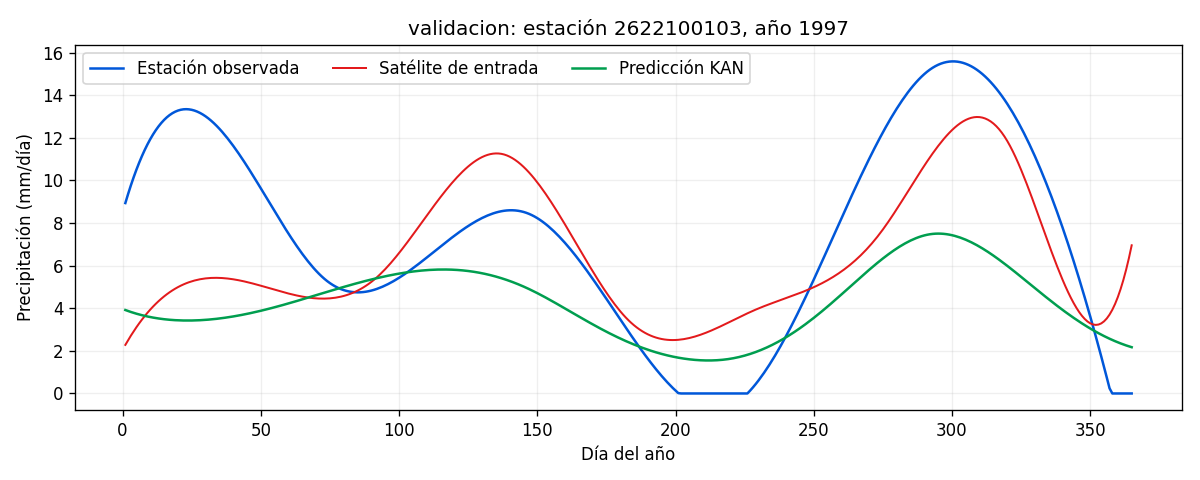 validacion: estación 2622100103, año 1997
Estación observada
Satélite de entrada
Predicción KAN
Precipitación (mm/día)
16
14
12
10
8
6
4
2
0
0 50 100 150 200 250 300 350
Día del año